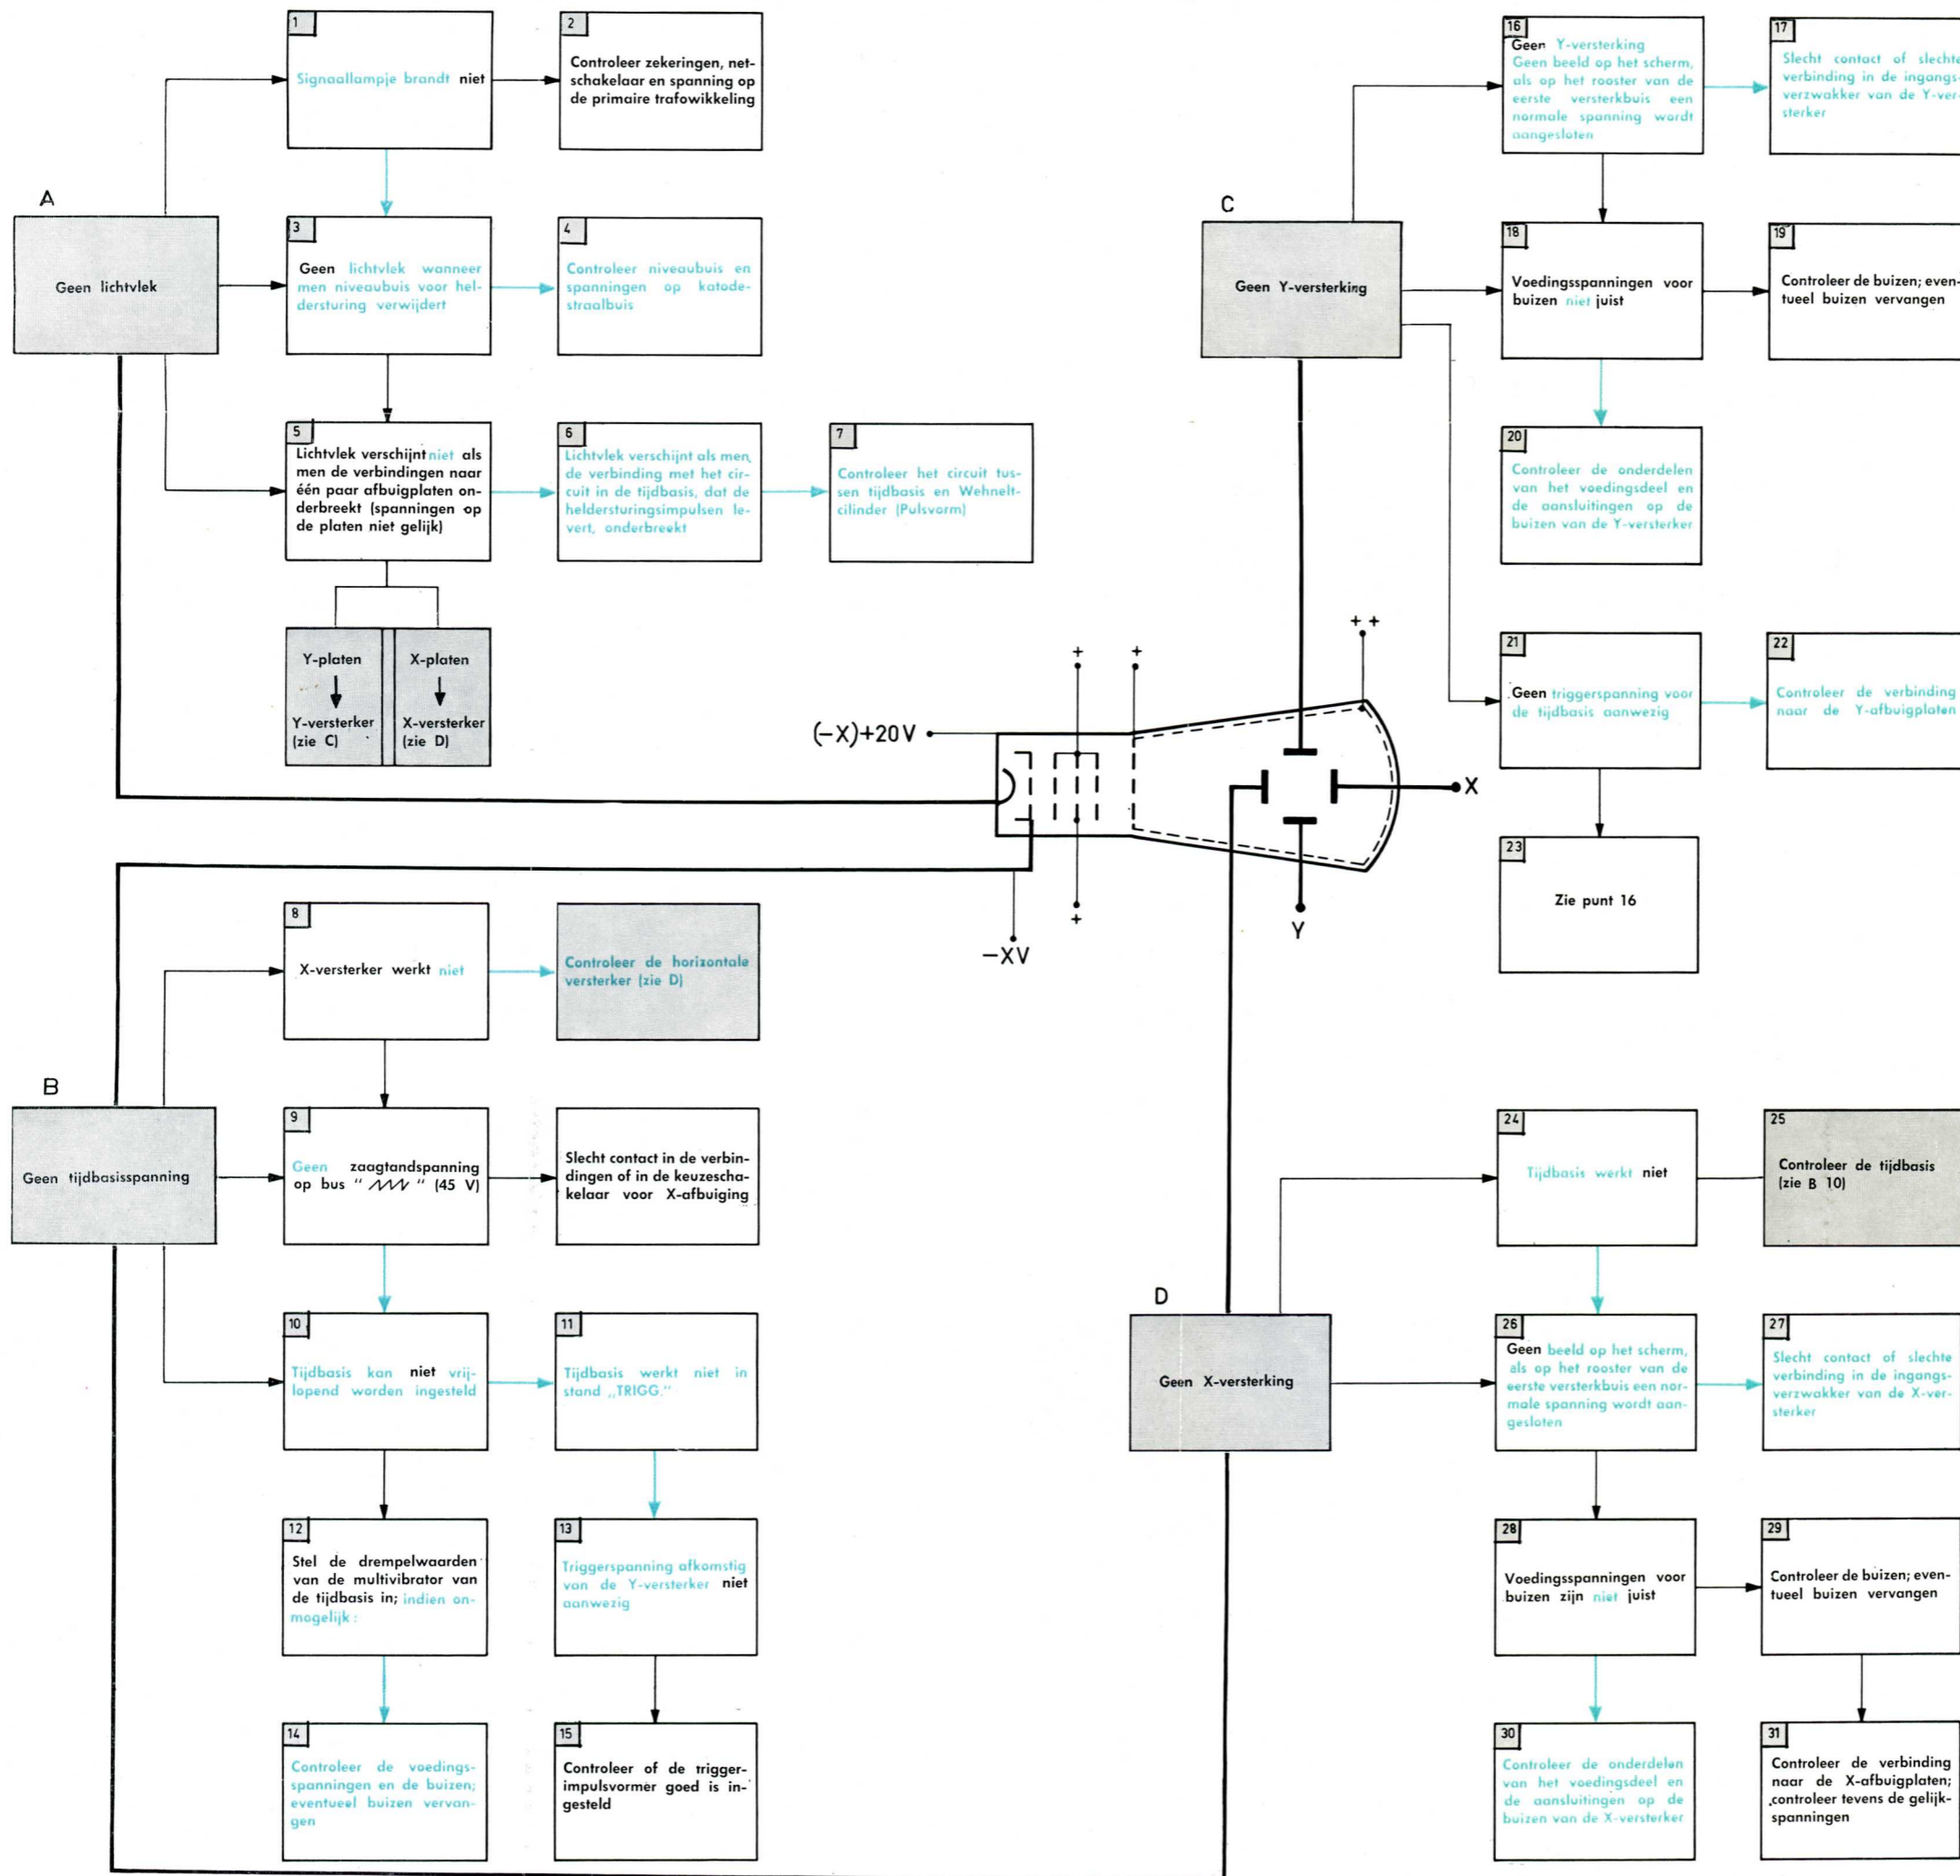 A
Geen lichtvlek
1
Signaallampje brandt niet
2
Controleer zekeringen, net-
schakelaar en spanning op
de primaire trafowikkeling
3
Geen lichtvlek wanneer
men niveaubuis voor hel-
dersturing verwijdert
4
Controleer niveaubuis en
spanningen op katode-
straalbuis
5
Lichtvlek verschijnt niet als
men de verbindingen naar
één paar afbuigplaten on-
derbreekt (spanningen op
de platen niet gelijk)
6
Lichtvlek verschijnt als men,
de verbinding met het cir-
cuit in de tijdbasis, dat de
heldersturingsimpulsen le-
vert, onderbreekt
7
Controleer het circuit tus-
sen tijdbasis en Wehnelt-
cilinder (Pulsvorm)
Y-platen
Y-versterker
(zie C)
X-platen
X-versterker
(zie D)
B
Geen tijdbasisspanning
8
X-versterker werkt niet
Controleer de horizontale
versterker (zie D)
9
Geen zaagtandspanning
op bus " " (45 V)
Slecht contact in de verbin-
dingen of in de keuzescha-
kelaar voor X-afbuiging
10
Tijdbasis kan niet vrij-
lopend worden ingesteld
11
Tijdbasis werkt niet in
stand „TRIGG."
12
Stel de drempelwaarden
van de multivibrator van
de tijdbasis in; indien on-
mogelijk :
13
Triggerspanning afkomstig
van de Y-versterker niet
aanwezig
14
Controleer de voedings-
spanningen en de buizen;
eventueel buizen vervan-
gen
15
Controleer of de trigger-
impulsvormer goed is in-
gesteld
(-X)+20V
+
+
+ +
X
+
-XV
Y
C
Geen Y-versterking
16
Geen Y-versterking
Geen beeld op het scherm,
als op het rooster van de
eerste versterkbuis een
normale spanning wordt
aangesloten
17
Slecht contact of slechte
verbinding in de ingangs-
verzwakker van de Y-ver-
sterker
18
Voedingsspanningen voor
buizen niet juist
19
Controleer de buizen; even-
tueel buizen vervangen
20
Controleer de onderdelen
van het voedingsdeel en
de aansluitingen op de
buizen van de Y-versterker
21
Geen triggerspanning voor
de tijdbasis aanwezig
22
Controleer de verbinding
naar de Y-afbuigplaten
23
Zie punt 16
D
Geen X-versterking
24
Tijdbasis werkt niet
25
Controleer de tijdbasis
(zie B 10)
26
Geen beeld op het scherm,
als op het rooster van de
eerste versterkbuis een nor-
male spanning wordt aan-
gesloten
27
Slecht contact of slechte
verbinding in de ingangs-
verzwakker van de X-ver-
sterker
28
Voedingsspanningen voor
buizen zijn niet juist
29
Controleer de buizen; even-
tueel buizen vervangen
30
Controleer de onderdelen
van het voedingsdeel en
de aansluitingen op de
buizen van de X-versterker
31
Controleer de verbinding
naar de X-afbuigplaten;
controleer tevens de gelijk-
spanningen